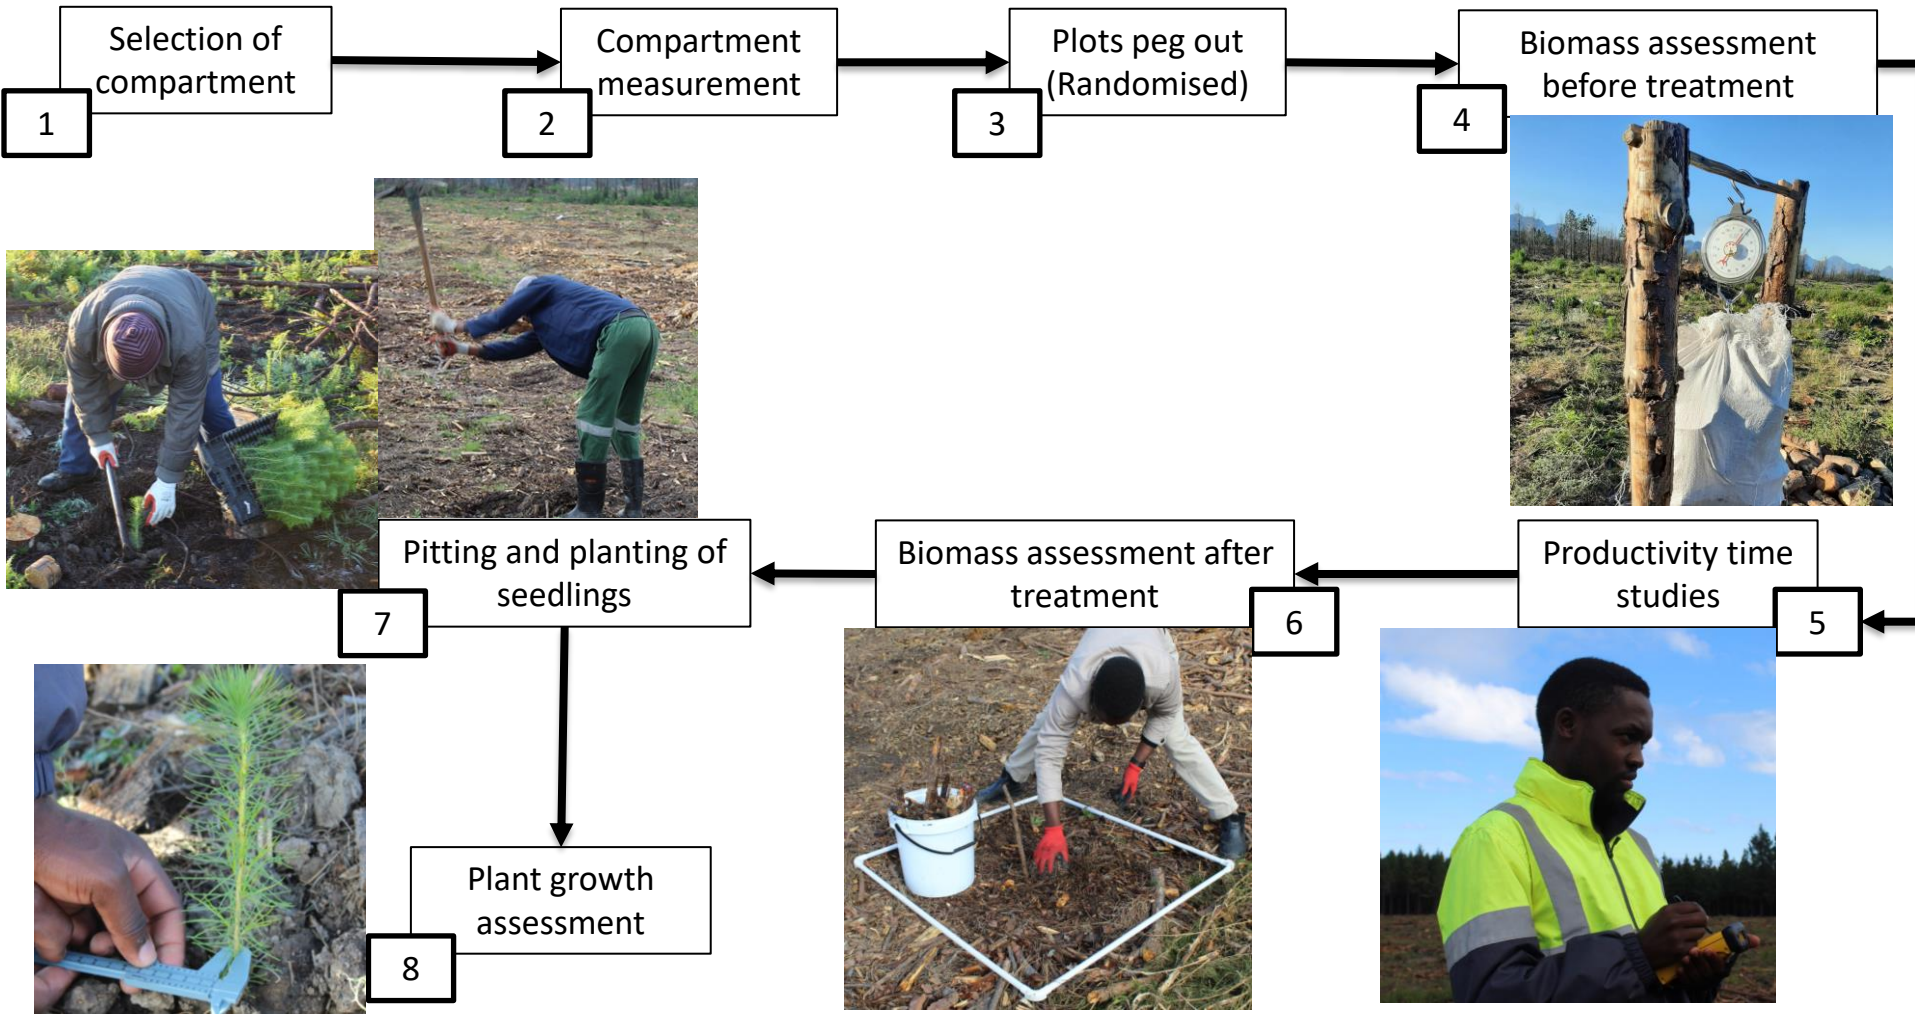 Selection of
compartment
1
Compartment
measurement
2
Plots peg out
(Randomised)
3
Biomass assessment
before treatment
4
Productivity time
studies
5
Biomass assessment after
treatment
6
Pitting and planting of
seedlings
7
Plant growth
assessment
8